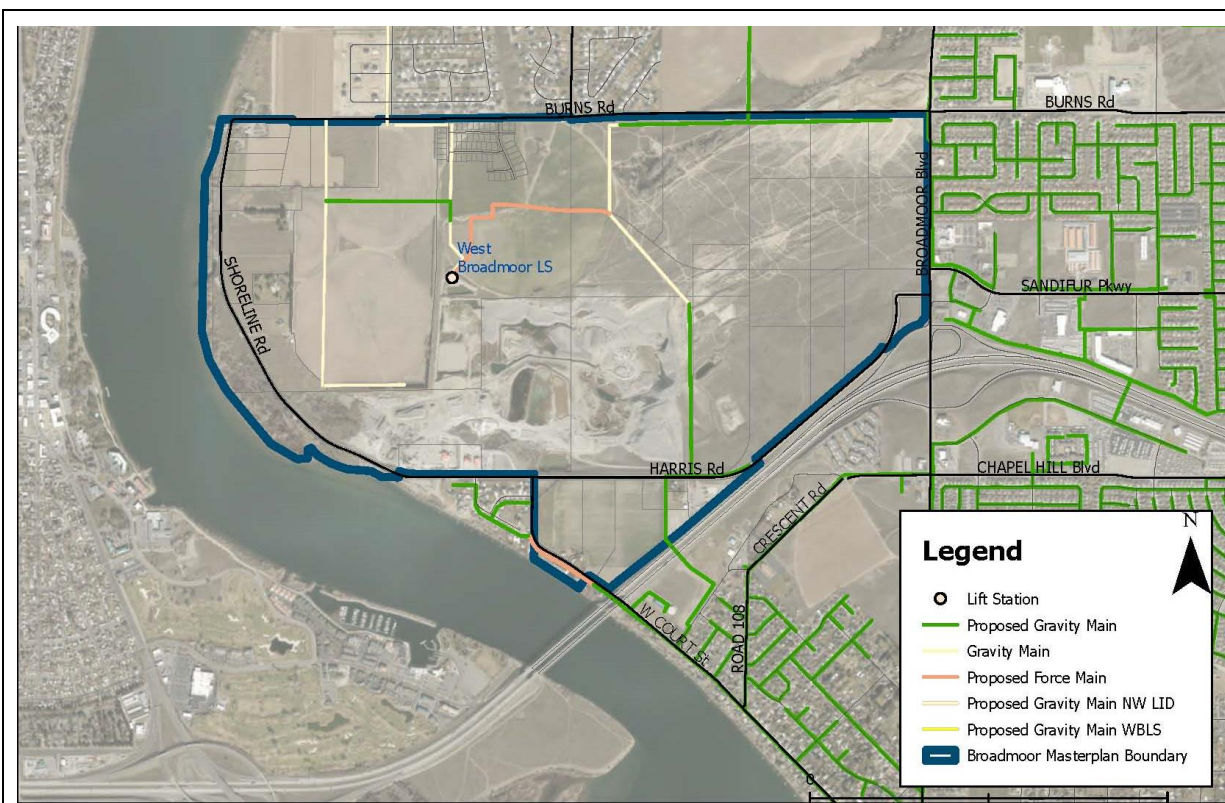 BURNS Rd
BURNS Rd
BROADMOOR Blvd
West
Broadmoor LS
SHORELINE Rd
SANDIFUR Pkwy
HARRIS Rd
CHAPEL HILL Blvd
CRESCENT Rd
ROAD 108
W COURT St
N
Legend
Lift Station
Proposed Gravity Main
Gravity Main
Proposed Force Main
Proposed Gravity Main NW LID
Proposed Gravity Main WBLS
Broadmoor Masterplan Boundary
0